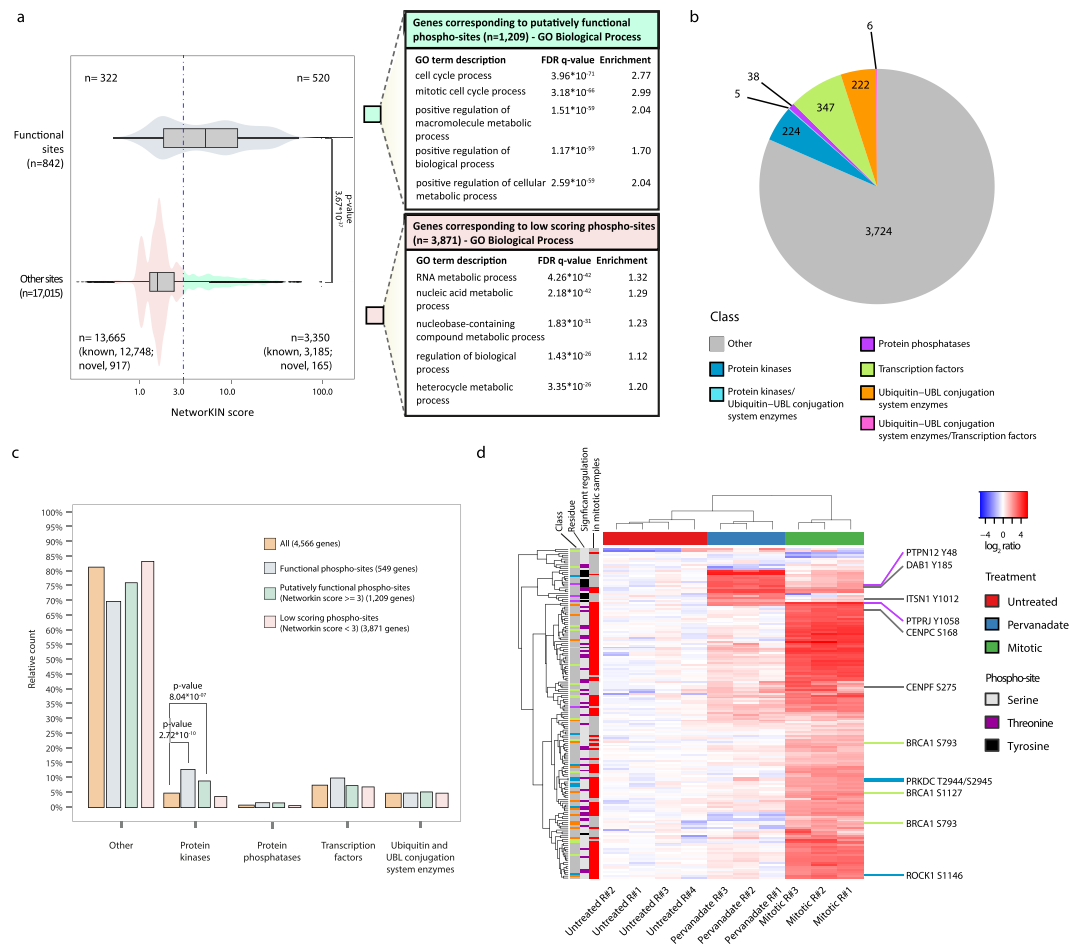 a
n= 322
n= 520
Functional
sites
(n=842)
p-value
3.67*10-17
Other sites
(n=17,015)
n= 13,665
(known, 12,748;
novel, 917)
n=3,350
(known, 3,185;
novel, 165)
1.0
3.0
10.0
100.0
NetworKIN score
Genes corresponding to putatively functional
phospho-sites (n=1,209) - GO Biological Process
GO term description FDR q-value Enrichment
cell cycle process 3.96*10-71 2.77
mitotic cell cycle process 3.18*10-66 2.99
positive regulation of 1.51*10-59 2.04
macromolecule metabolic
process
positive regulation of 1.17*10-59 1.70
biological process
positive regulation of cellular 2.59*10-59 2.04
metabolic process
Genes corresponding to low scoring phospho-sites
(n= 3,871) - GO Biological Process
GO term description FDR q-value Enrichment
RNA metabolic process 4.26*10-42 1.32
nucleic acid metabolic 2.18*10-42 1.29
process
nucleobase-containing 1.83*10-31 1.23
compound metabolic process
regulation of biological 1.43*10-26 1.12
process
heterocycle metabolic 3.35*10-26 1.20
process
b
6
38
5
222
347
224
3,724
Class
Other
Protein kinases
Protein kinases/
Ubiquitin−UBL conjugation
system enzymes
Protein phosphatases
Transcription factors
Ubiquitin−UBL conjugation
system enzymes
Ubiquitin−UBL conjugation
system enzymes/Transcription factors
c
100%
95%
90%
85%
80%
75%
70%
65%
60%
55%
50%
45%
40%
35%
30%
25%
20%
15%
10%
5%
0%
Relative count
All (4,566 genes)
Functional phospho-sites (549 genes)
Putatively functional phospho-sites
(Networkin score >= 3) (1,209 genes)
Low scoring phospho-sites
(Networkin score < 3) (3,871 genes)
p-value
8.04*10-07
p-value
2.72*10-10
Other
Protein
kinases
Protein
phosphatases
Transcription
factors
Ubiquitin and
UBL conjugation
system enzymes
d
Class
Residue
Signficant regulation
in mitotic samples
PTPN12 Y48
DAB1 Y185
ITSN1 Y1012
PTPRJ Y1058
CENPC S168
CENPF S275
BRCA1 S793
PRKDC T2944/S2945
BRCA1 S1127
BRCA1 S793
ROCK1 S1146
Untreated R#2
Untreated R#1
Untreated R#3
Untreated R#4
Pervanadate R#3
Pervanadate R#2
Pervanadate R#1
Mitotic R#3
Mitotic R#2
Mitotic R#1
−4 0 4
log2 ratio
Treatment
Untreated
Pervanadate
Mitotic
Phospho-site
Serine
Threonine
Tyrosine